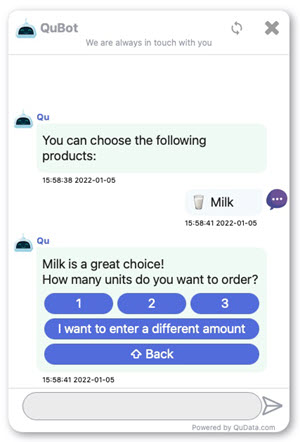 QuBot
We are always in touch with you
Qu
You can choose the following
products:
15:58:38 2022-01-05
Milk
15:58:41 2022-01-05
Qu
Milk is a great choice!
How many units do you want to order?
1 2 3
I want to enter a different amount
Back
15:58:41 2022-01-05
Powered by QuData.com